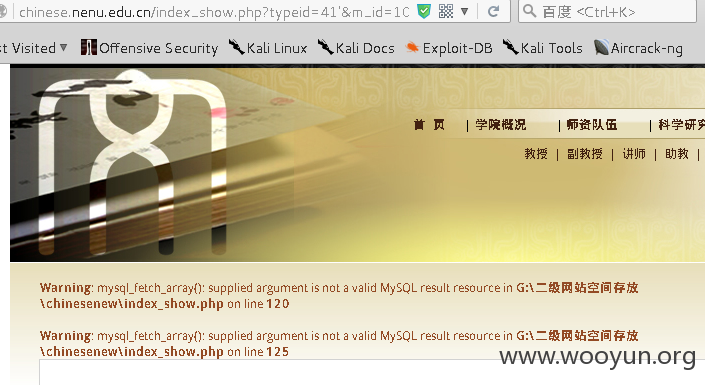 chinese.nenu.edu.cn/index_show.php?typeid=41'&m_id=10
百度 <Ctrl+K>
st Visited Offensive Security Kali Linux Kali Docs Exploit-DB Kali Tools Aircrack-ng
首 页 | 学院概况 | 师资队伍 | 科学研究
教授 | 副教授 | 讲师 | 助教 |
Warning: mysql_fetch_array(): supplied argument is not a valid MySQL result resource in G:\二级网站空间存放
\chinesenew\index_show.php on line 120
Warning: mysql_fetch_array(): supplied argument is not a valid MySQL result resource in G:\二级网站空间存放
\chinesenew\index_show.php on line 125
www.wooyun.org